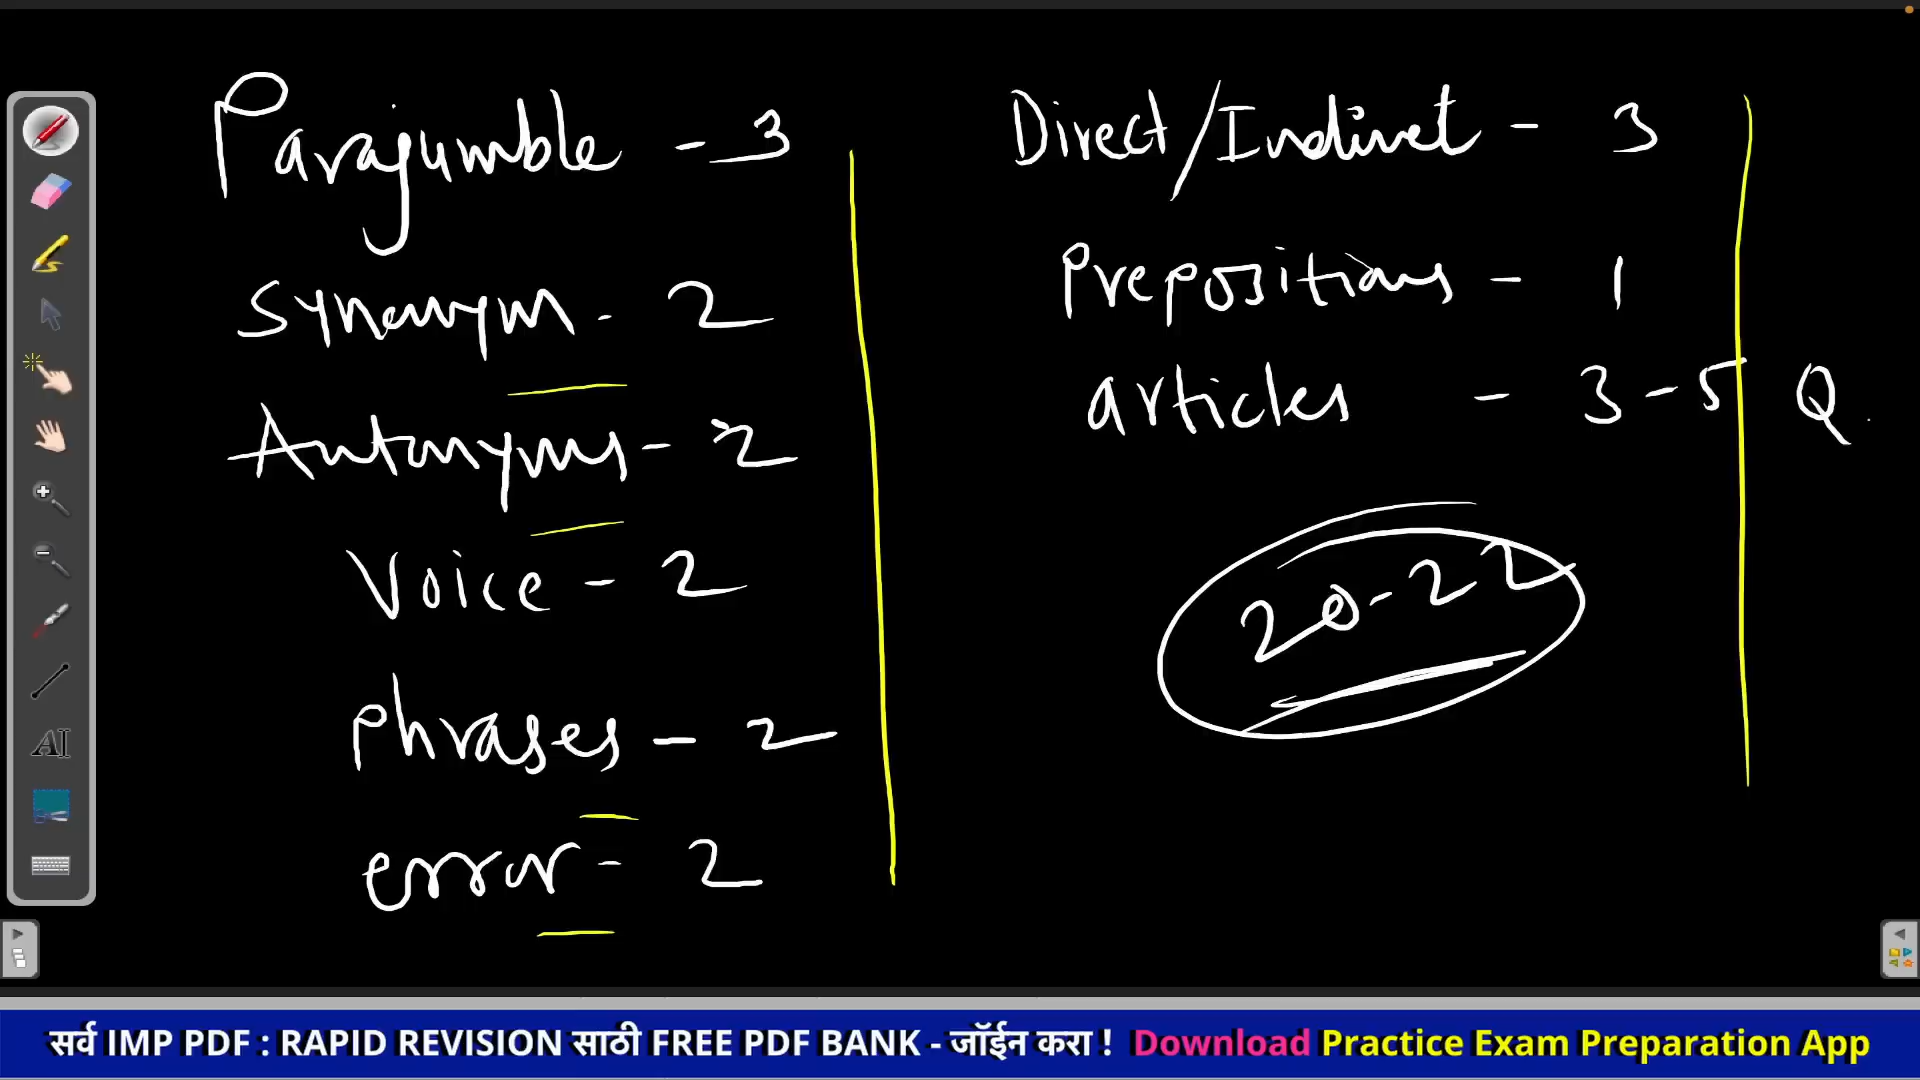 Parajumble - 3
Synonym - 2
Antonyms - 2
Voice - 2
Phrases - 2
error - 2
Direct/Indirect - 3
Prepositions - 1
articles - 3-5 Q.
20-22
AI
सर्व IMP PDF : RAPID REVISION साठी FREE PDF BANK - जॉईन करा ! Download Practice Exam Preparation App